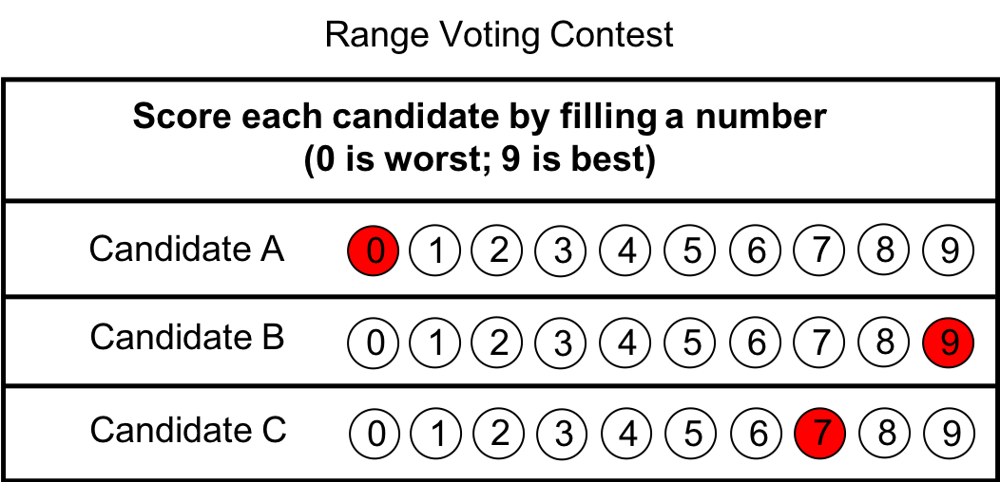 Range Voting Contest
Score each candidate by filling a number
(0 is worst; 9 is best)
Candidate A 0 1 2 3 4 5 6 7 8 9
Candidate B 0 1 2 3 4 5 6 7 8 9
Candidate C 0 1 2 3 4 5 6 7 8 9